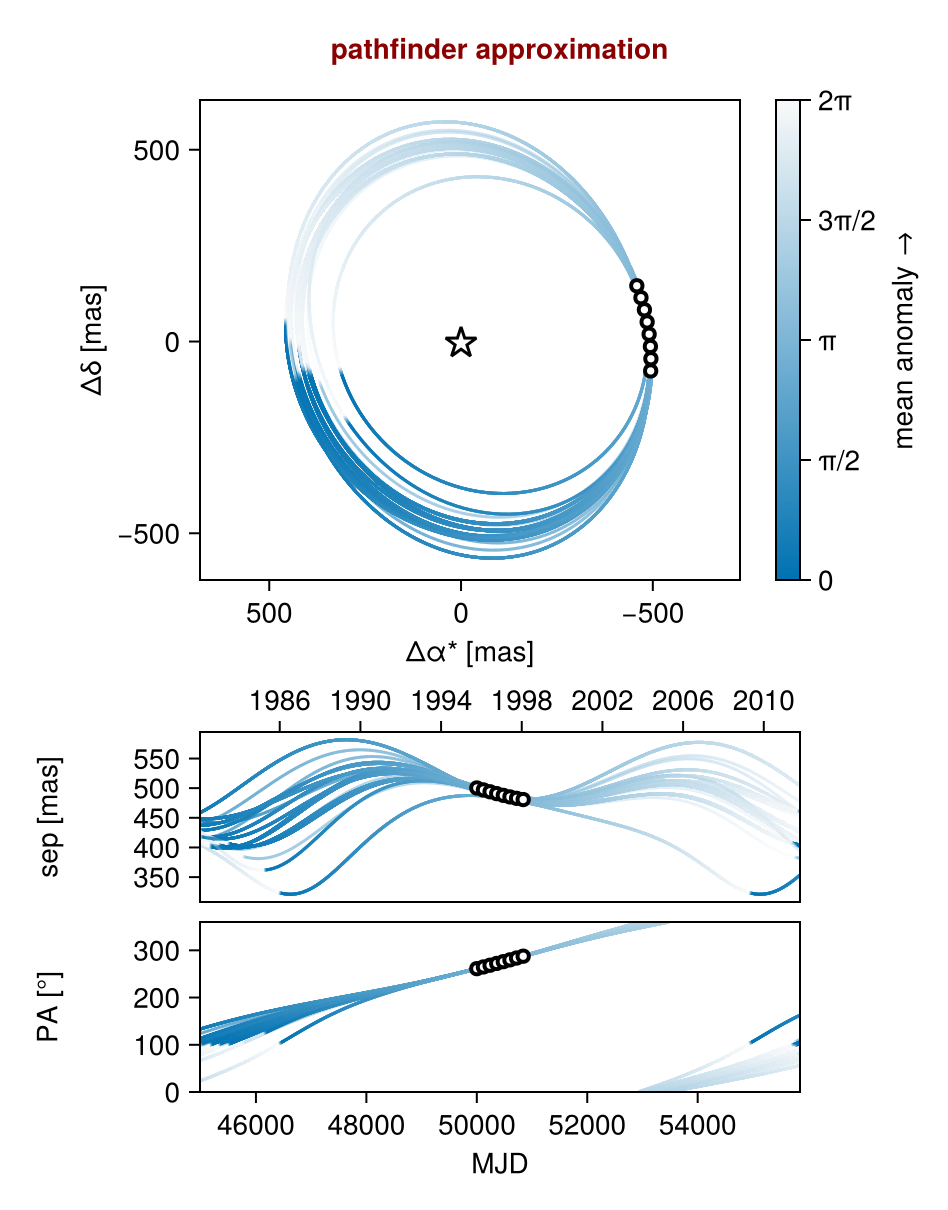 pathfinder approximation
500
0
−500
Δδ [mas]
500
0
−500
Δα* [mas]
2π
3π/2
π
π/2
0
mean anomaly →
1986 1990 1994 1998 2002 2006 2010
550
500
450
400
350
sep [mas]
300
200
100
0
PA [°]
46000 48000 50000 52000 54000
MJD